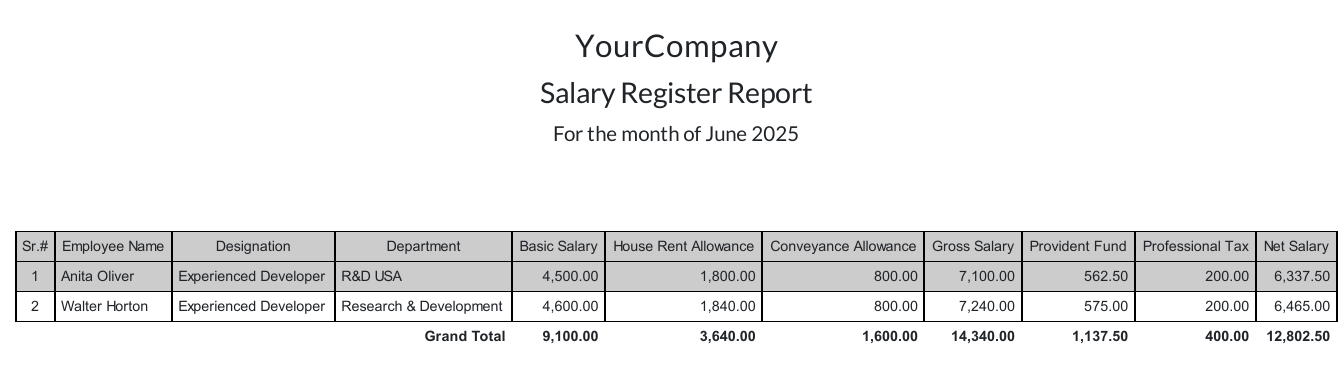 YourCompany
Salary Register Report
For the month of June 2025
Sr.# Employee Name Designation Department Basic Salary House Rent Allowance Conveyance Allowance Gross Salary Provident Fund Professional Tax Net Salary
1 Anita Oliver Experienced Developer R&D USA 4,500.00 1,800.00 800.00 7,100.00 562.50 200.00 6,337.50
2 Walter Horton Experienced Developer Research & Development 4,600.00 1,840.00 800.00 7,240.00 575.00 200.00 6,465.00
Grand Total 9,100.00 3,640.00 1,600.00 14,340.00 1,137.50 400.00 12,802.50